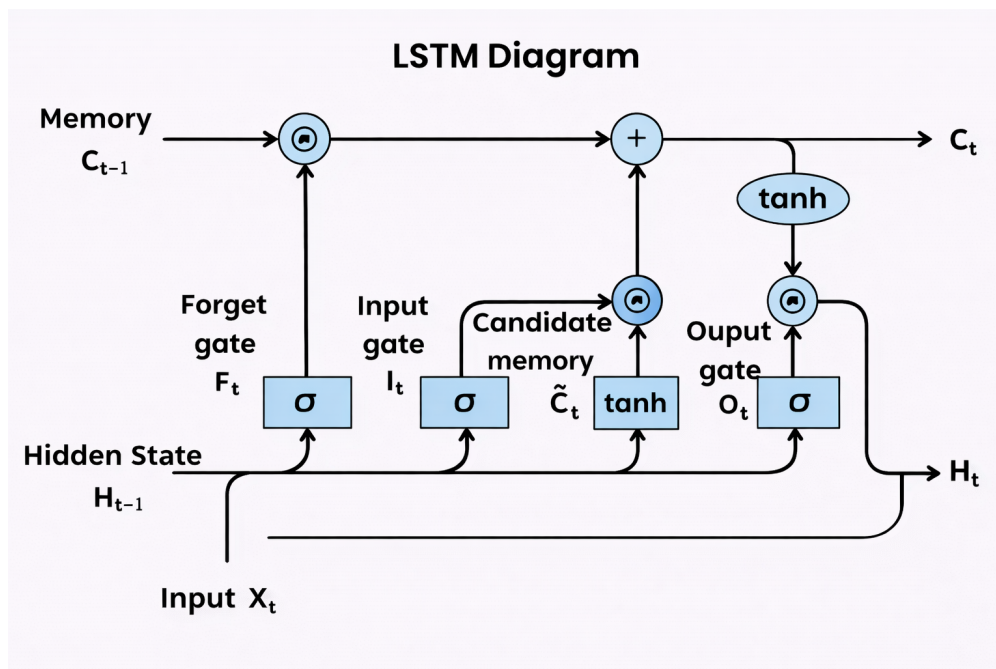 LSTM Diagram
Memory
Cₜ₋₁
+
Cₜ
tanh
Forget
gate
Fₜ
σ
Input
gate
Iₜ
σ
Candidate
memory
C̃ₜ
tanh
Ouput
gate
Oₜ
σ
Hidden State
Hₜ₋₁
Hₜ
Input Xₜ